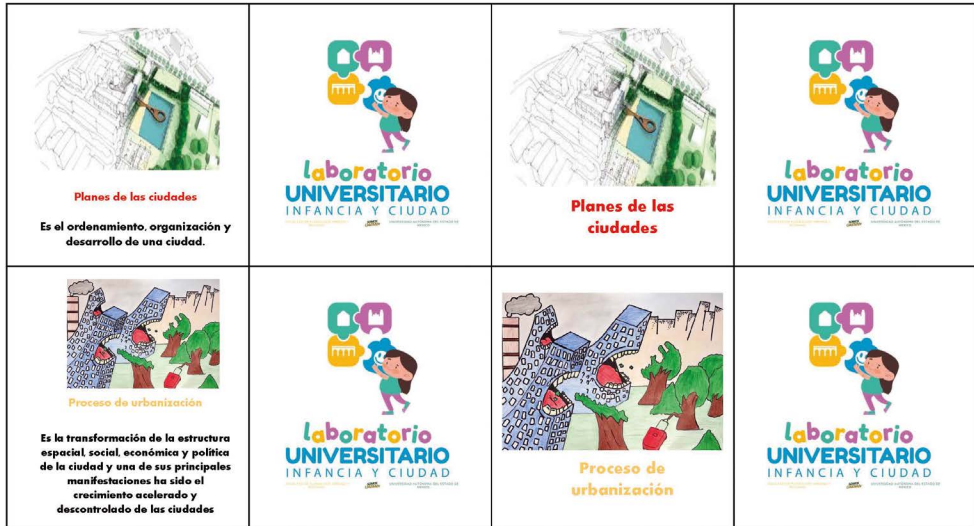 Planes de las ciudades
Es el ordenamiento, organización y
desarrollo de una ciudad.
laboratorio
UNIVERSITARIO
INFANCIA Y CIUDAD
Planes de las
ciudades
laboratorio
UNIVERSITARIO
INFANCIA Y CIUDAD
Proceso de urbanización
Es la transformación de la estructura
espacial, social, económica y política
de la ciudad y una de sus principales
manifestaciones ha sido el
crecimiento acelerado y
descontrolado de las ciudades
laboratorio
UNIVERSITARIO
INFANCIA Y CIUDAD
Proceso de
urbanización
laboratorio
UNIVERSITARIO
INFANCIA Y CIUDAD